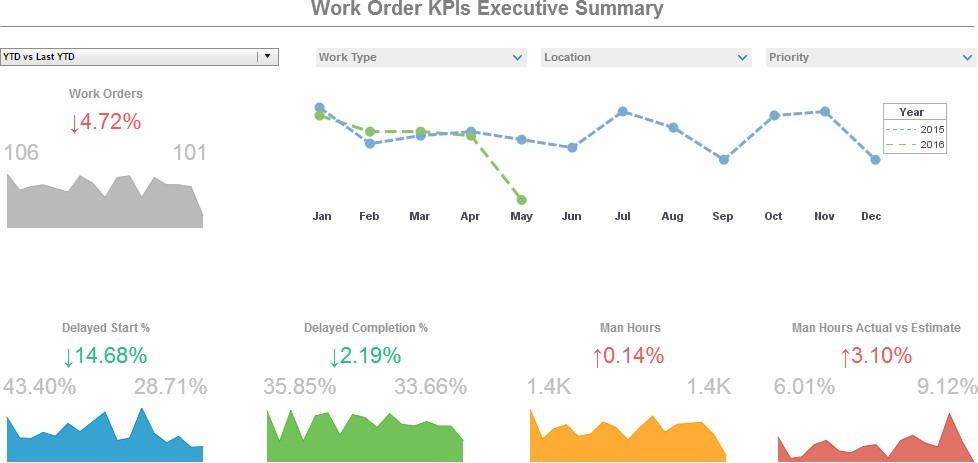 Work Order KPIs Executive Summary
YTD vs Last YTD
Work Type
Location
Priority
Work Orders
↓4.72%
106 101
Year
2015
2016
Jan Feb Mar Apr May Jun Jul Aug Sep Oct Nov Dec
Delayed Start %
↓14.68%
43.40% 28.71%
Delayed Completion %
↓2.19%
35.85% 33.66%
Man Hours
↑0.14%
1.4K 1.4K
Man Hours Actual vs Estimate
↑3.10%
6.01% 9.12%